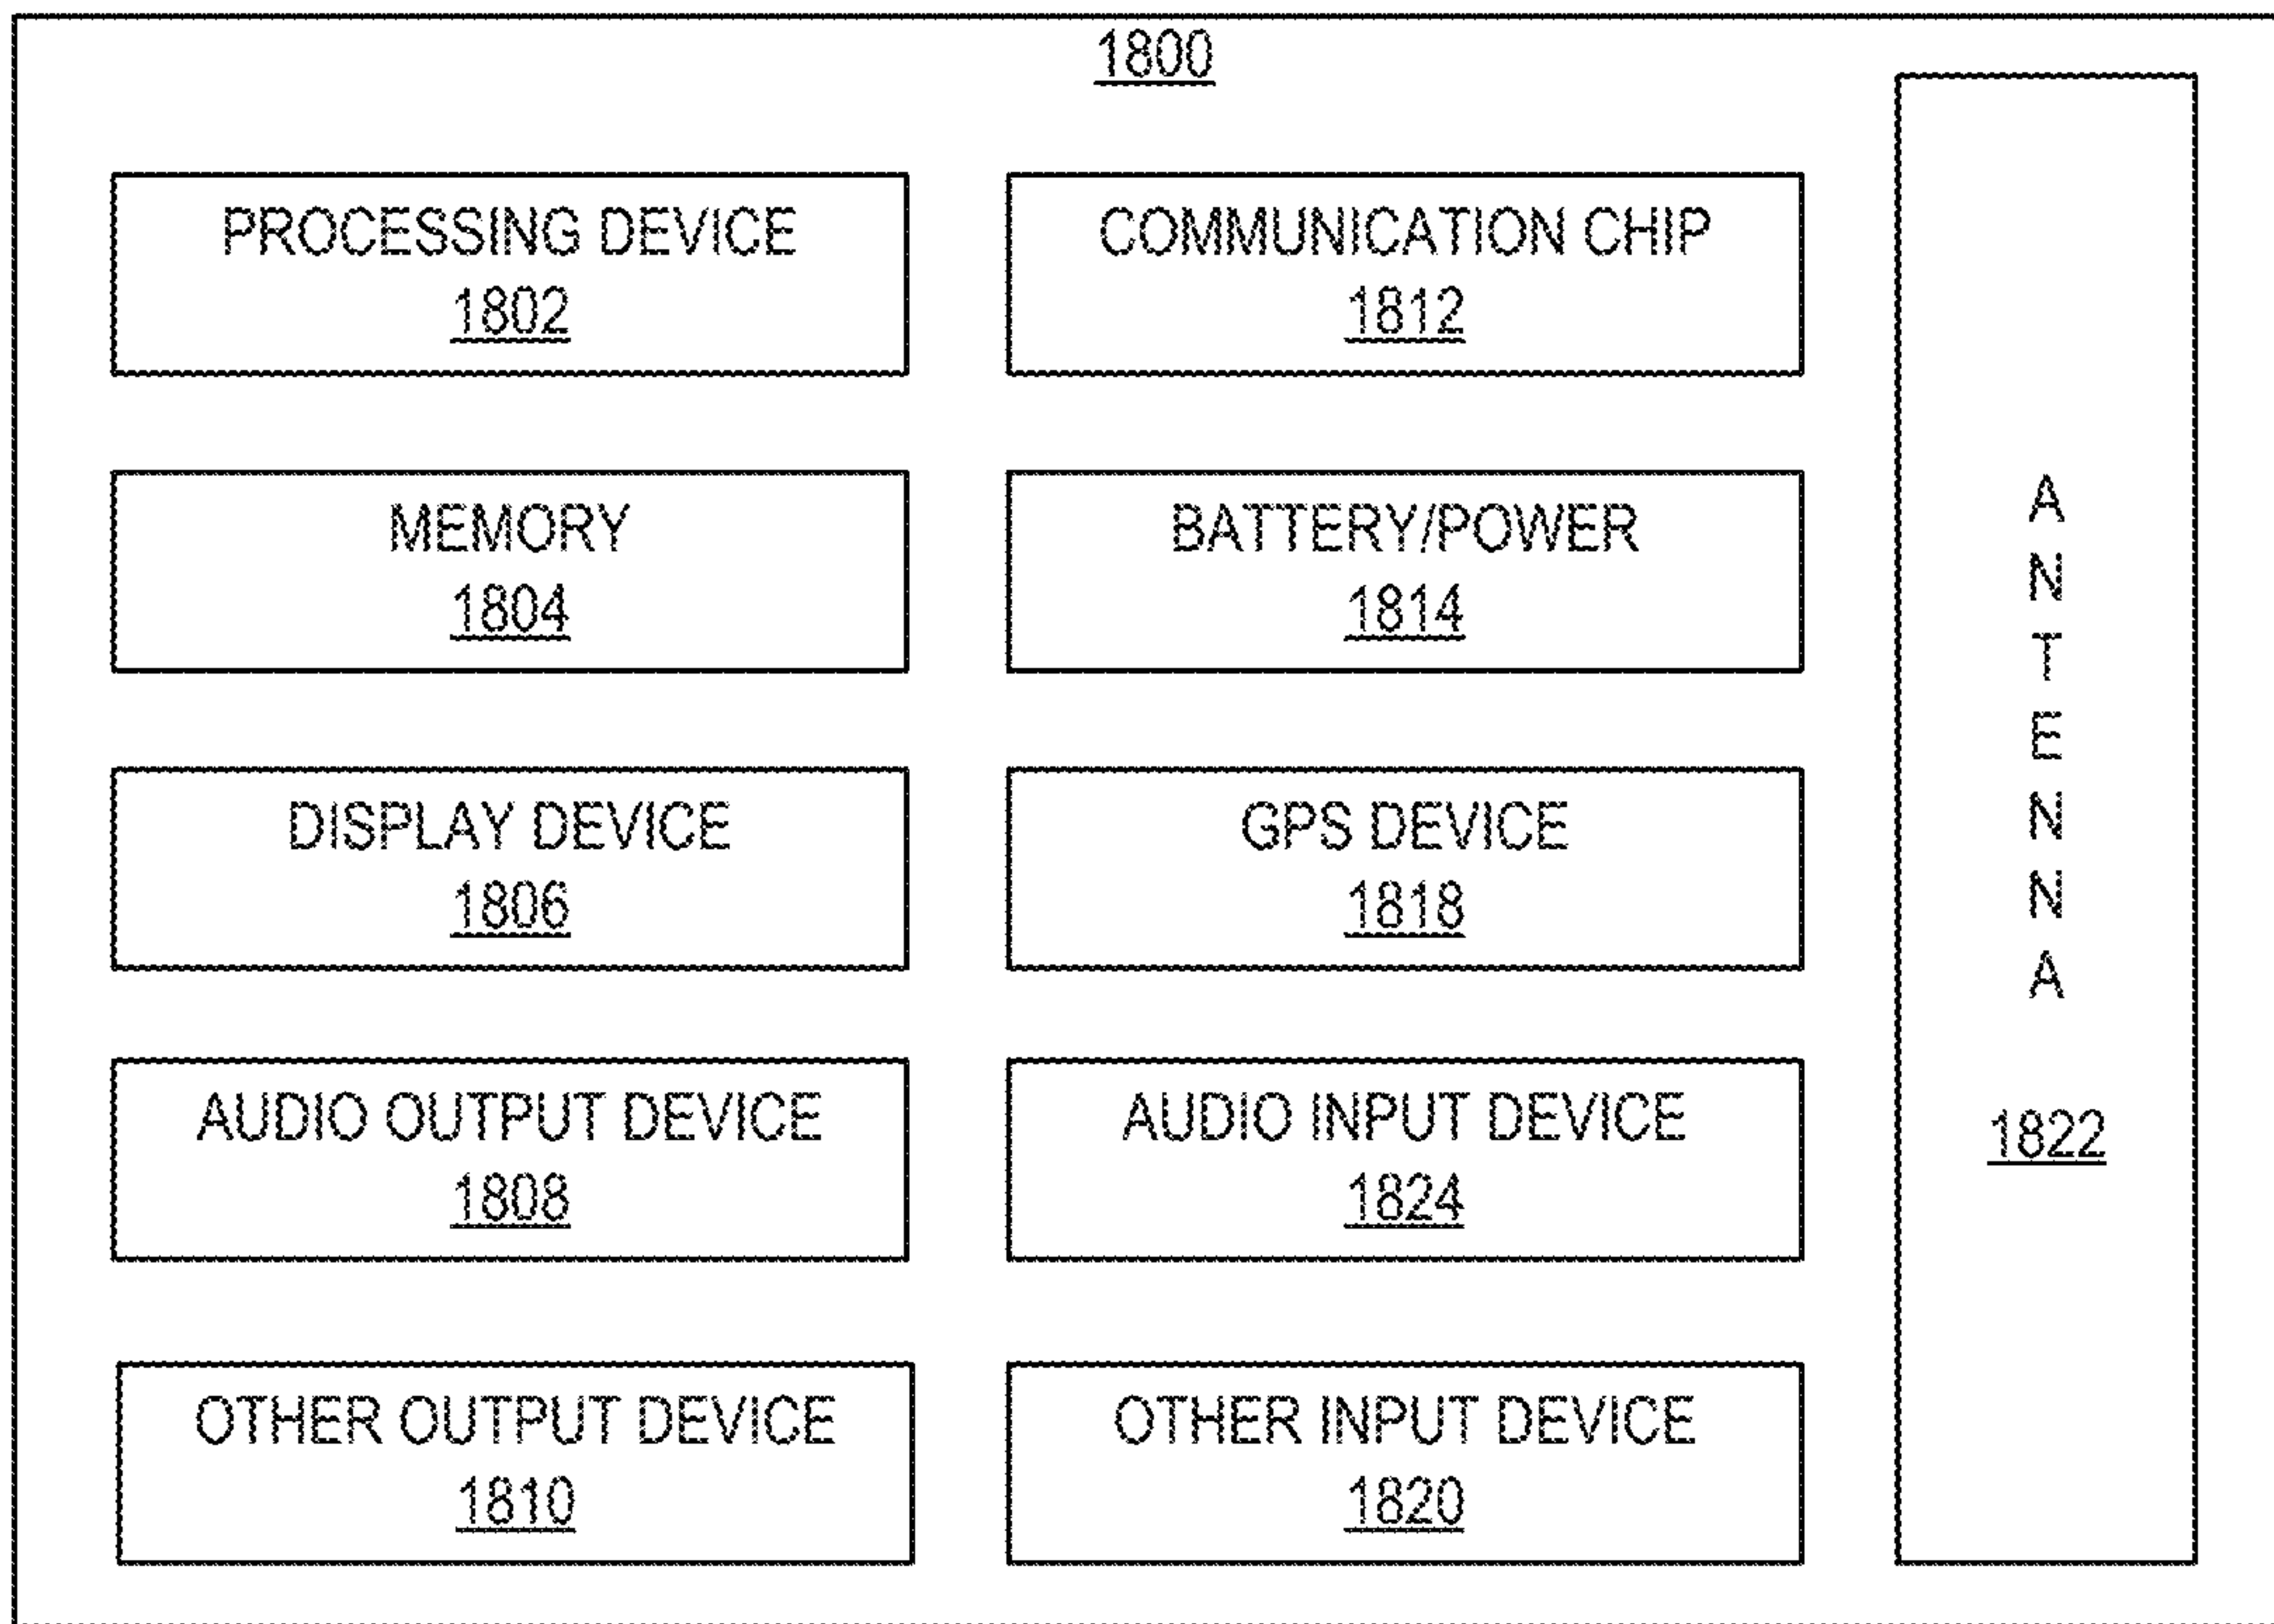 1800
PROCESSING DEVICE
1802
COMMUNICATION CHIP
1812
MEMORY
1804
BATTERY/POWER
1814
DISPLAY DEVICE
1806
GPS DEVICE
1818
AUDIO OUTPUT DEVICE
1808
AUDIO INPUT DEVICE
1824
OTHER OUTPUT DEVICE
1810
OTHER INPUT DEVICE
1820
ANTENNA
1822